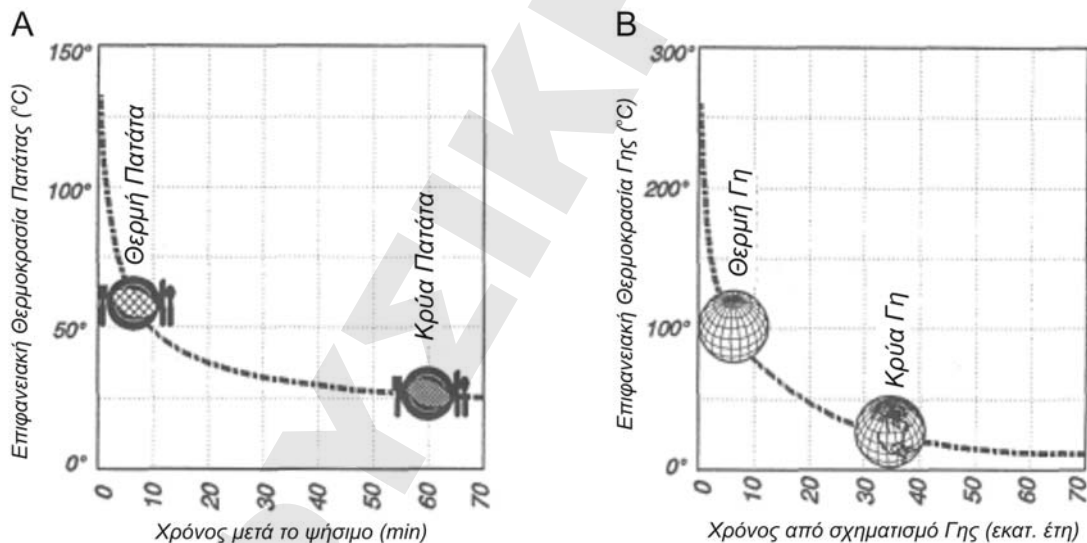 A
Επιφανειακή Θερμοκρασία Πατάτας (°C)
150°
100°
50°
0°
Θερμή Πατάτα
Κρύα Πατάτα
0 10 20 30 40 50 60 70
Χρόνος μετά το ψήσιμο (min)
B
Επιφανειακή Θερμοκρασία Γης (°C)
300°
200°
100°
0°
Θερμή Γη
Κρύα Γη
0 10 20 30 40 50 60 70
Χρόνος από σχηματισμό Γης (εκατ. έτη)